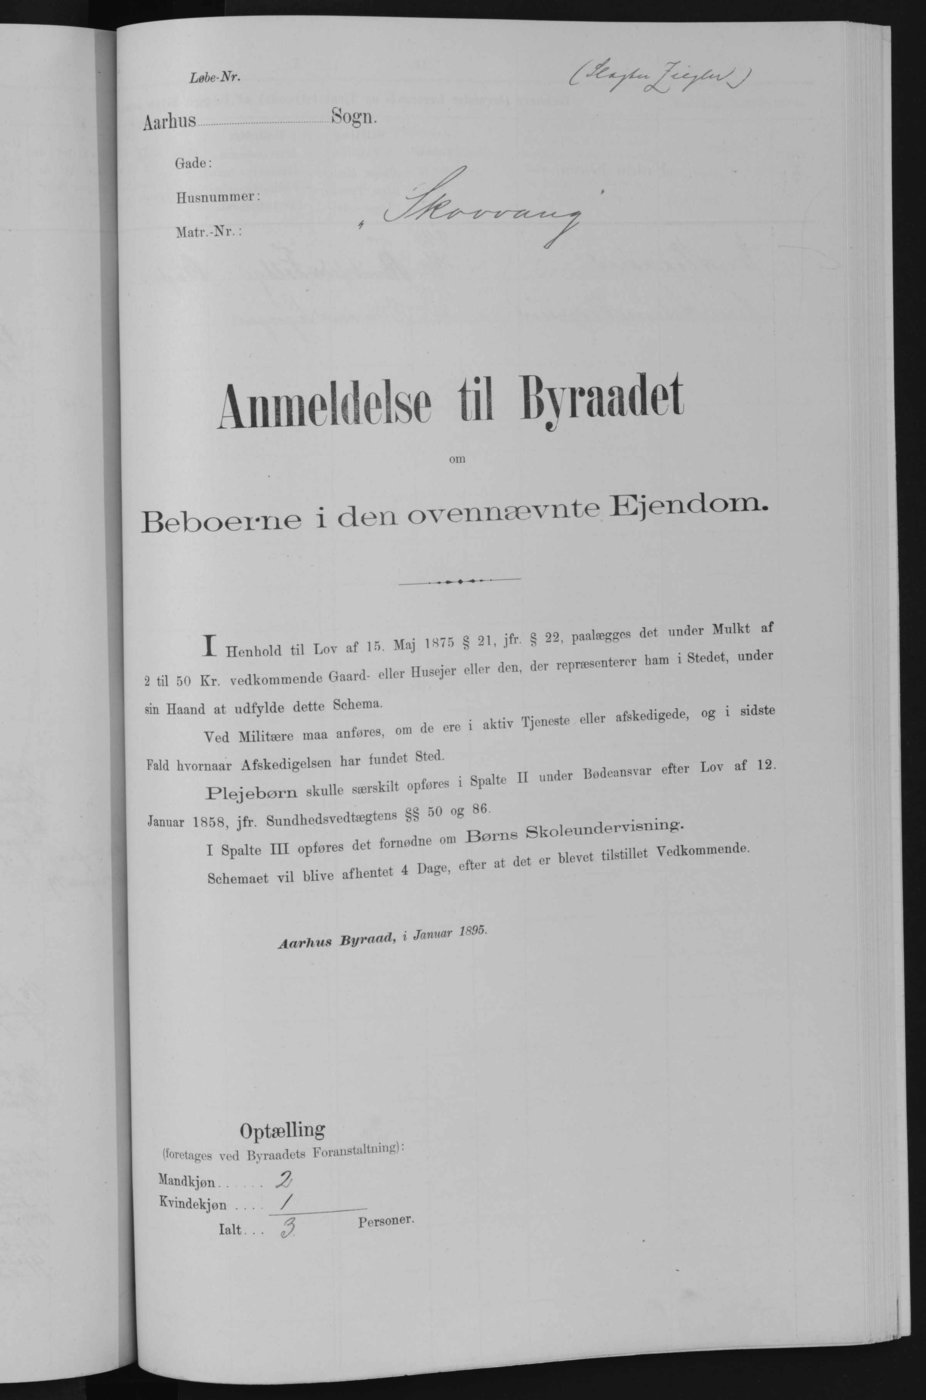 Løbe-Nr.
(Slagter Ziegler)
Aarhus Sogn.
Gade:
Husnummer:
„Skovvang"
Matr.-Nr.:
Anmeldelse til Byraadet
om
Beboerne i den ovennævnte Ejendom.
I Henhold til Lov af 15. Maj 1875 § 21, jfr. § 22, paalægges det under Mulkt af
2 til 50 Kr. vedkommende Gaard- eller Husejer eller den, der repræsenterer ham i Stedet, under
sin Haand at udfylde dette Schema.
Ved Militære maa anføres, om de ere i aktiv Tjeneste eller afskedigede, og i sidste
Fald hvornaar Afskedigelsen har fundet Sted.
Plejebørn skulle særskilt opføres i Spalte II under Bødeansvar efter Lov af 12.
Januar 1858, jfr. Sundhedsvedtægtens §§ 50 og 86.
I Spalte III opføres det fornødne om Børns Skoleundervisning.
Schemaet vil blive afhentet 4 Dage, efter at det er blevet tilstillet Vedkommende.
Aarhus Byraad, i Januar 1895.
Optælling
(foretages ved Byraadets Foranstaltning):
Mandkjøn...... 2
Kvindekjøn .... 1
Ialt... 3 Personer.